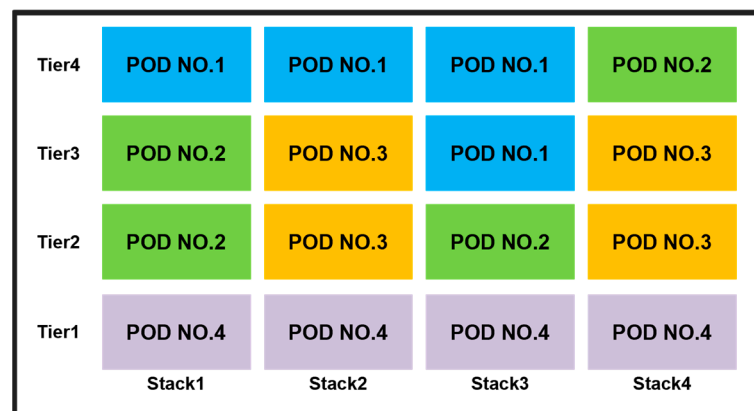 Tier4 POD NO.1 POD NO.1 POD NO.1 POD NO.2
Tier3 POD NO.2 POD NO.3 POD NO.1 POD NO.3
Tier2 POD NO.2 POD NO.3 POD NO.2 POD NO.3
Tier1 POD NO.4 POD NO.4 POD NO.4 POD NO.4
Stack1 Stack2 Stack3 Stack4